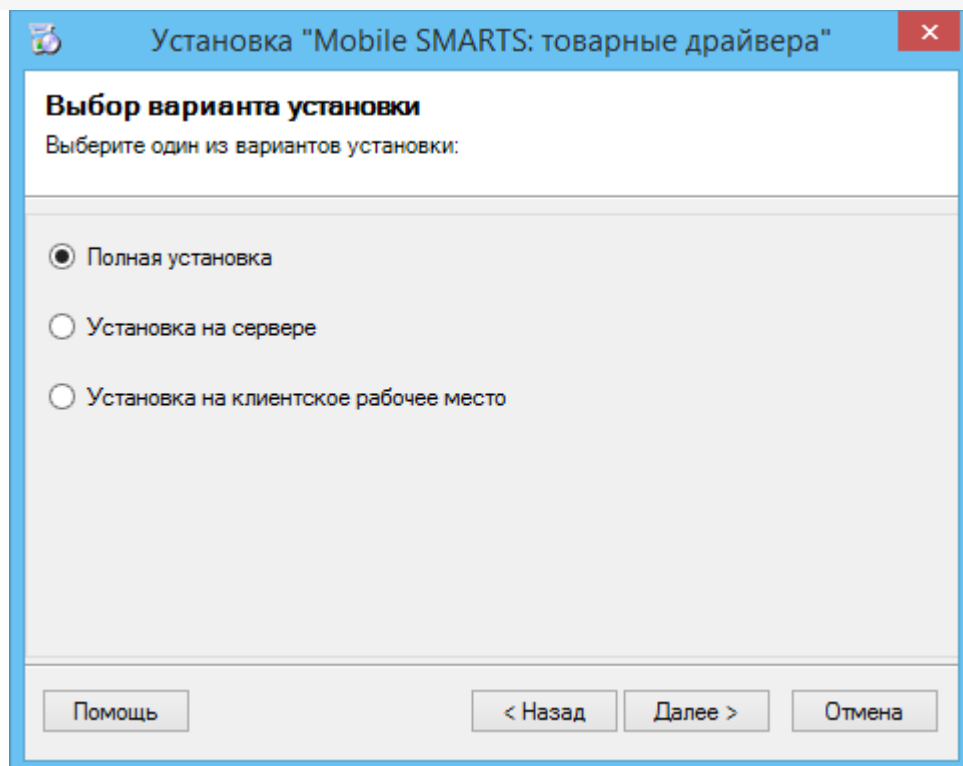 Установка "Mobile SMARTS: товарные драйвера"
Выбор варианта установки
Выберите один из вариантов установки:
Полная установка
Установка на сервере
Установка на клиентское рабочее место
Помощь
< Назад
Далее >
Отмена